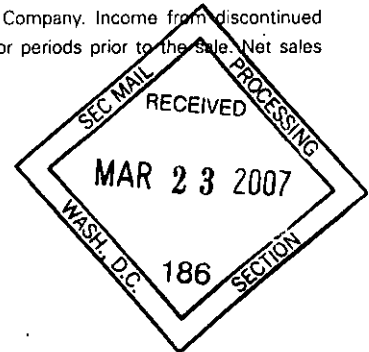 Company. Income from discontinued
or periods prior to the sale. Net sales
SEC MAIL
PROCESSING
RECEIVED
MAR 23 2007
WASH., D.C.
186
SECTION